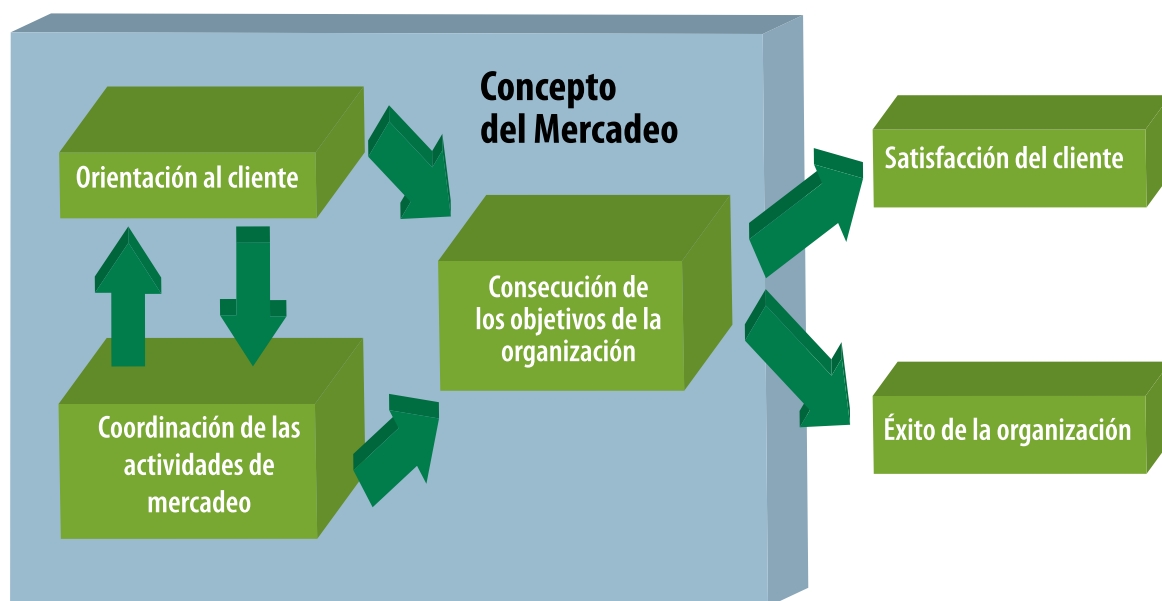 Concepto
del Mercadeo
Orientación al cliente
Satisfacción del cliente
Consecución de
los objetivos de la
organización
Coordinación de las
actividades de
mercadeo
Éxito de la organización